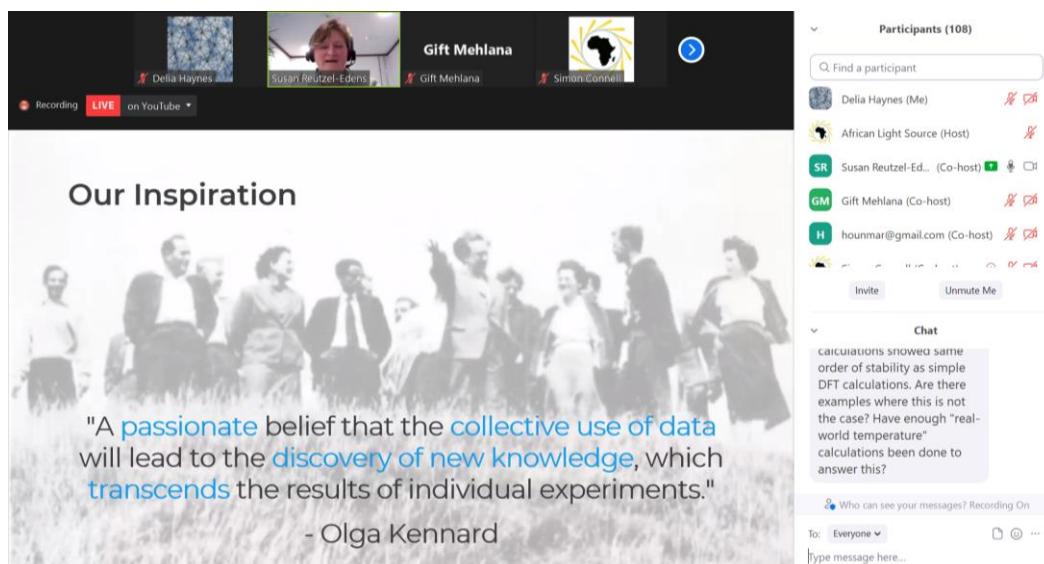 Gift Mehlana
Delia Haynes
Susan Reutzel-Edens
Gift Mehlana
Simon Connell
Recording
LIVE
on YouTube
Our Inspiration
"A passionate belief that the collective use of data
will lead to the discovery of new knowledge, which
transcends the results of individual experiments."
- Olga Kennard
Participants (108)
Find a participant
Delia Haynes (Me)
African Light Source (Host)
SR
Susan Reutzel-Ed... (Co-host)
GM
Gift Mehlana (Co-host)
H
hounmar@gmail.com (Co-host)
Invite
Unmute Me
Chat
calculations showed same
order of stability as simple
DFT calculations. Are there
examples where this is not
the case? Have enough "real-
world temperature"
calculations been done to
answer this?
Who can see your messages? Recording On
To:
Everyone
Type message here...